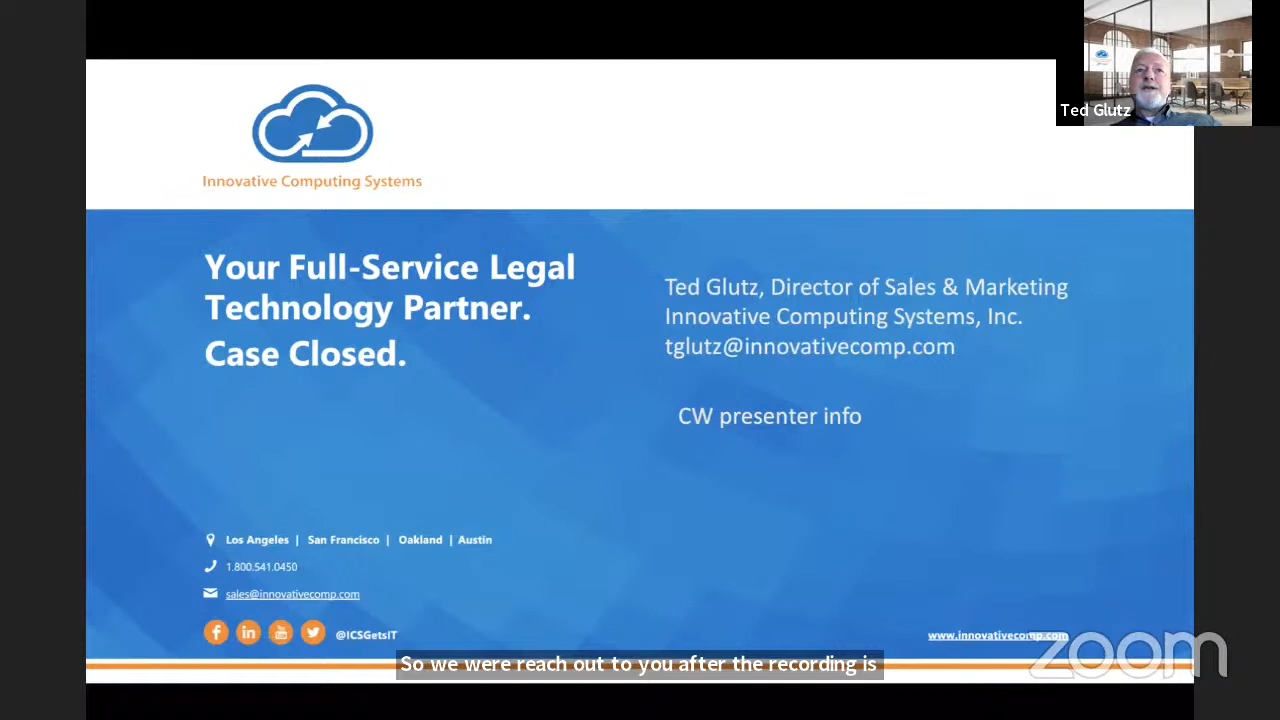 Ted Glutz
Innovative Computing Systems
Your Full-Service Legal
Technology Partner.
Case Closed.
Ted Glutz, Director of Sales & Marketing
Innovative Computing Systems, Inc.
tglutz@innovativecomp.com
CW presenter info
Los Angeles | San Francisco | Oakland | Austin
1.800.541.0450
sales@innovativecomp.com
@ICSGetsIT
www.innovativecomp.com
So we were reach out to you after the recording is
zoom